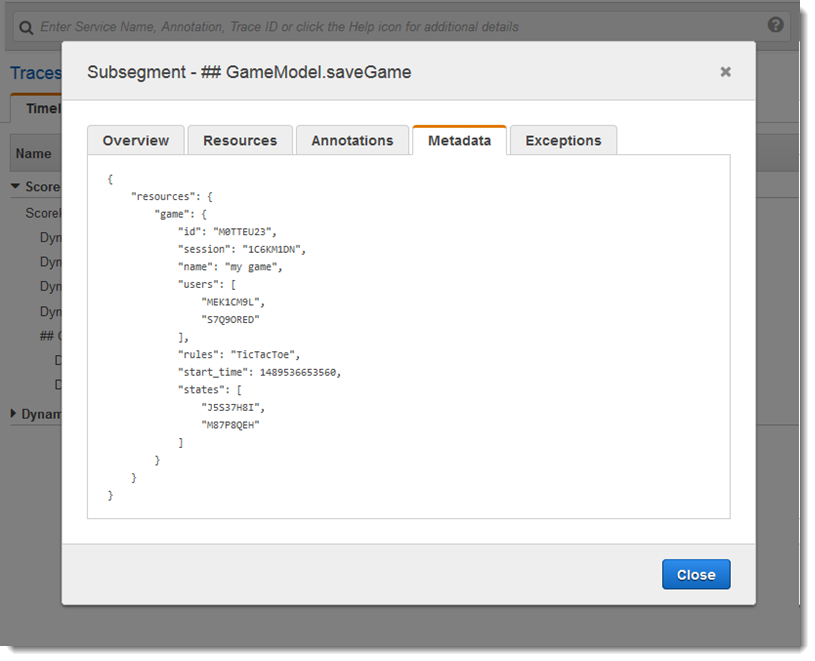 Enter Service Name, Annotation, Trace ID or click the Help icon for additional details
?
Traces
Subsegment - ## GameModel.saveGame
×
Timel
Overview
Resources
Annotations
Metadata
Exceptions
Name
Score
Dyn
Dyn
Dyn
Dyn
##
D
D
Dynam
{
"resources": {
"game": {
"id": "M0TTEU23",
"session": "1C6KM1DN",
"name": "my game",
"users": [
"MEK1CM9L",
"S7Q9ORED"
],
"rules": "TicTacToe",
"start_time": 1489536653560,
"states": [
"J5S37H8I",
"M87P8QEH"
]
}
}
}
Close